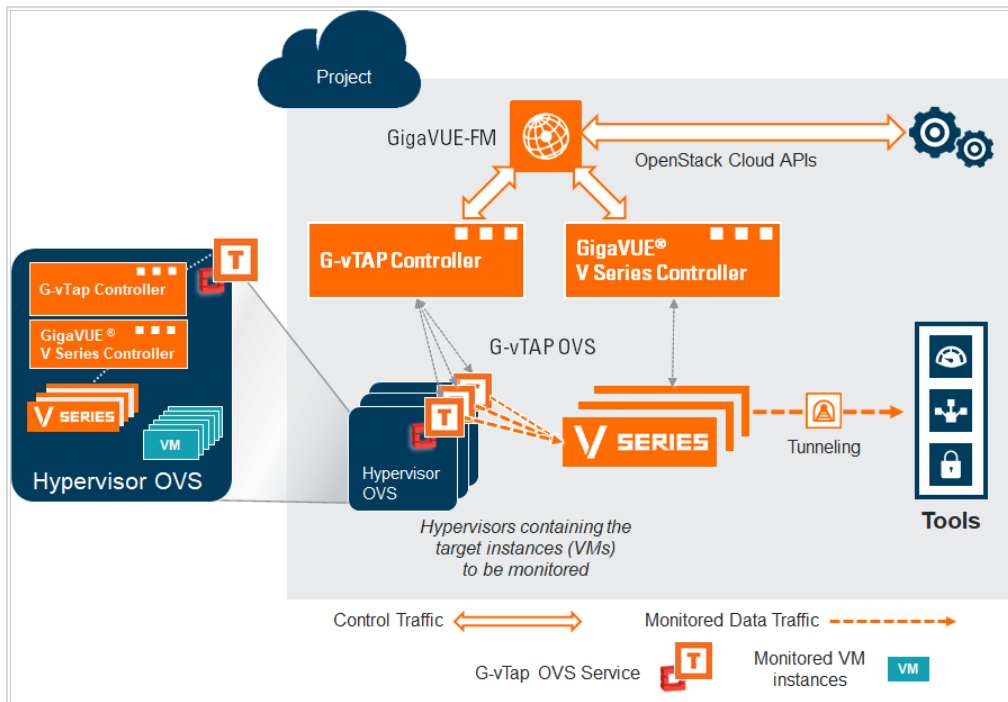 Project
GigaVUE-FM
OpenStack Cloud APIs
G-vTAP Controller
GigaVUE®
V Series Controller
T
G-vTap Controller
GigaVUE ®
V Series Controller
V SERIES
VM
Hypervisor OVS
G-vTAP OVS
T
T
T
Hypervisor
OVS
V SERIES
Tunneling
Tools
Hypervisors containing the
target instances (VMs)
to be monitored
Control Traffic
Monitored Data Traffic
G-vTap OVS Service
T
Monitored VM
instances
VM